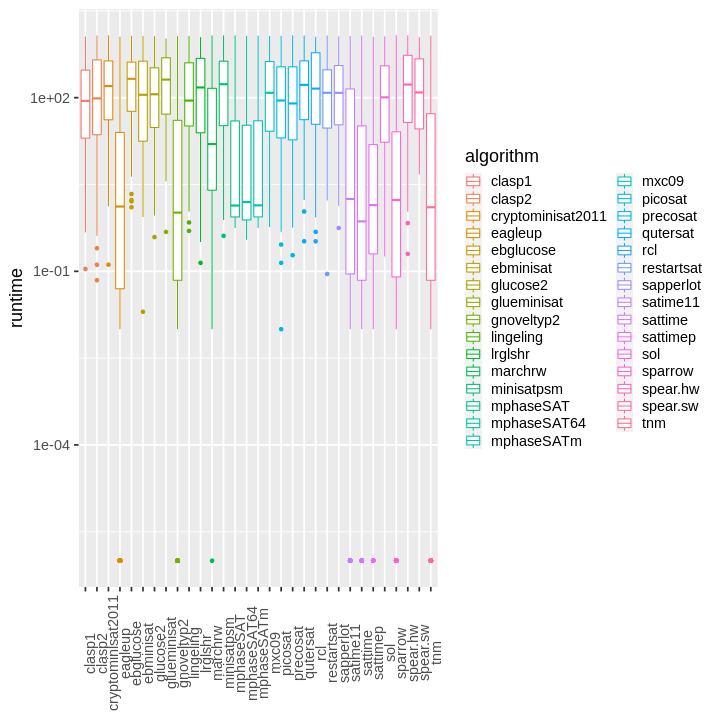 runtime
1e+02
1e-01
1e-04
clasp1
clasp2
cryptominisat2011
eagleup
ebglucose
ebminisat
glucose2
glueminisat
gnoveltyp2
lingeling
lrglshr
marchrw
minisatpsm
mphaseSAT
mphaseSAT64
mphaseSATm
mxc09
picosat
precosat
qutersat
rcl
restartsat
sapperlot
satime11
sattime
sattimep
sol
sparrow
spear.hw
spear.sw
tnm
algorithm
clasp1
clasp2
cryptominisat2011
eagleup
ebglucose
ebminisat
glucose2
glueminisat
gnoveltyp2
lingeling
lrglshr
marchrw
minisatpsm
mphaseSAT
mphaseSAT64
mphaseSATm
mxc09
picosat
precosat
qutersat
rcl
restartsat
sapperlot
satime11
sattime
sattimep
sol
sparrow
spear.hw
spear.sw
tnm